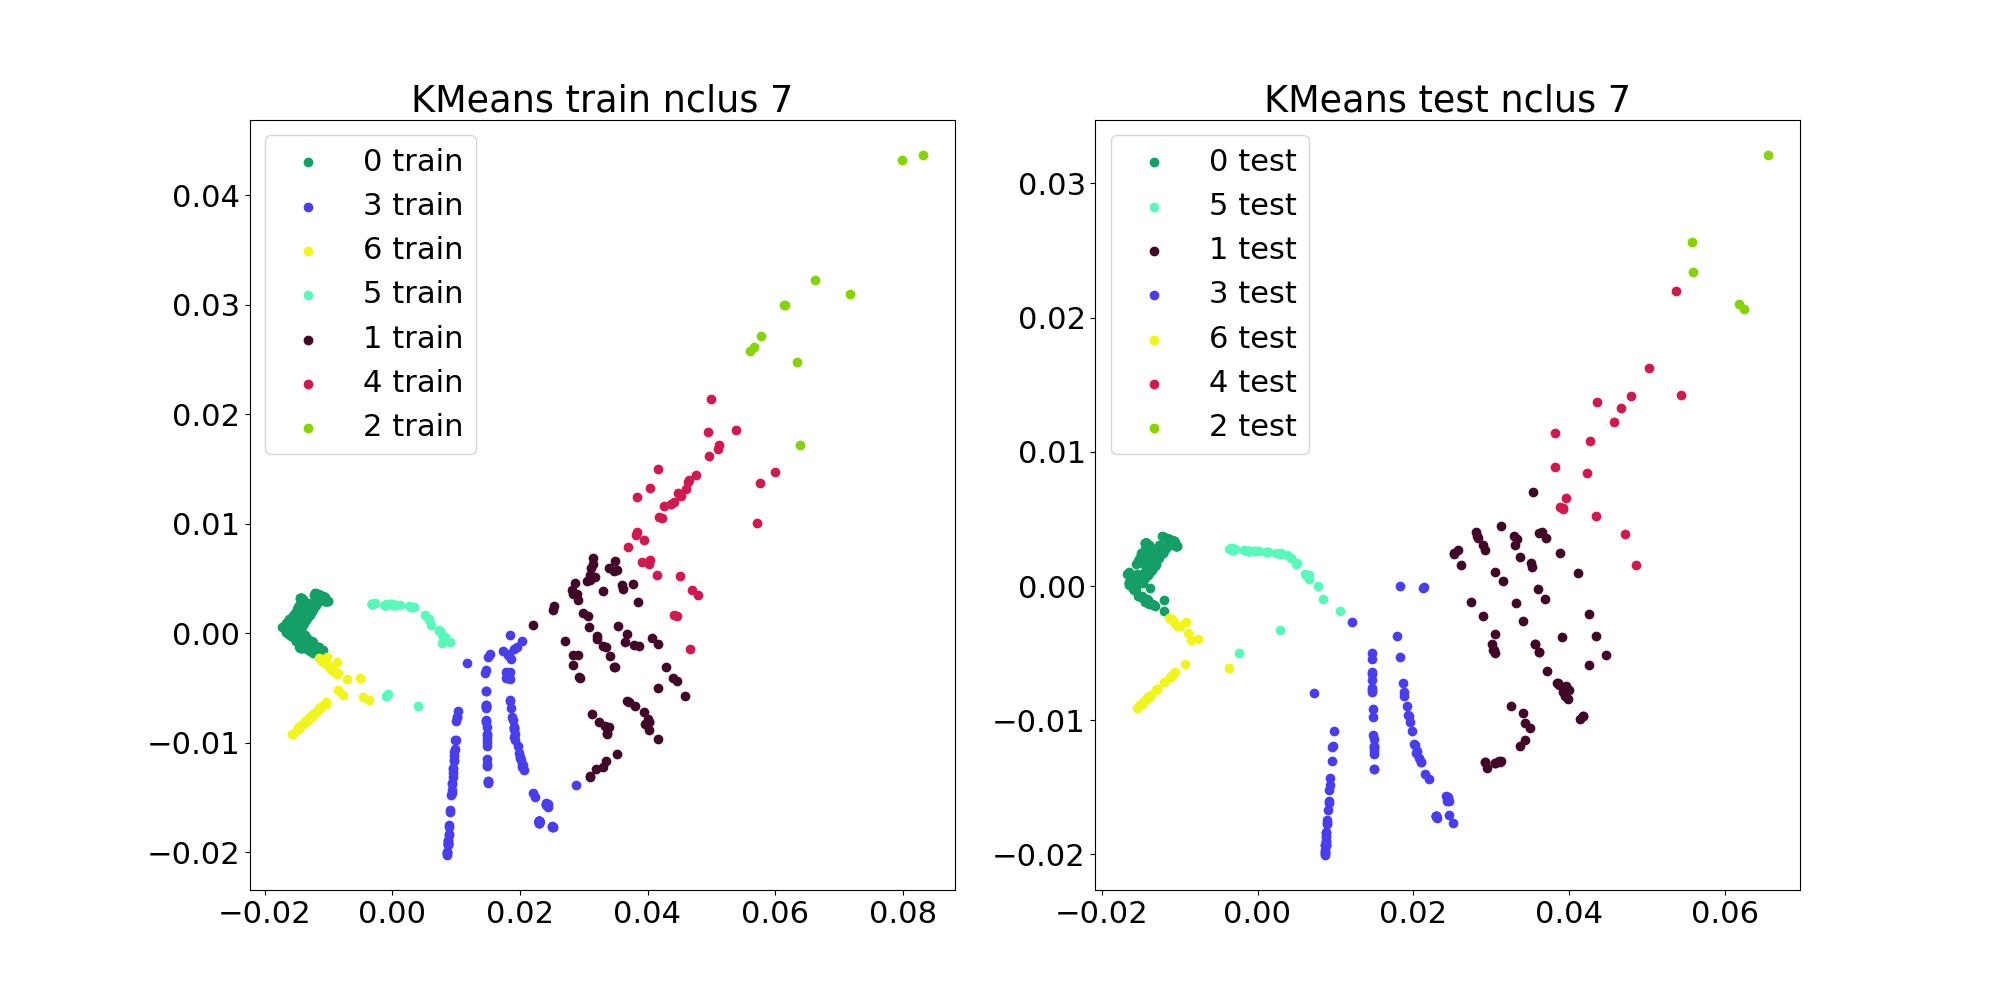 KMeans train nclus 7
0 train
3 train
6 train
5 train
1 train
4 train
2 train
0.04
0.03
0.02
0.01
0.00
−0.01
−0.02
−0.02 0.00 0.02 0.04 0.06 0.08
KMeans test nclus 7
0 test
5 test
1 test
3 test
6 test
4 test
2 test
0.03
0.02
0.01
0.00
−0.01
−0.02
−0.02 0.00 0.02 0.04 0.06